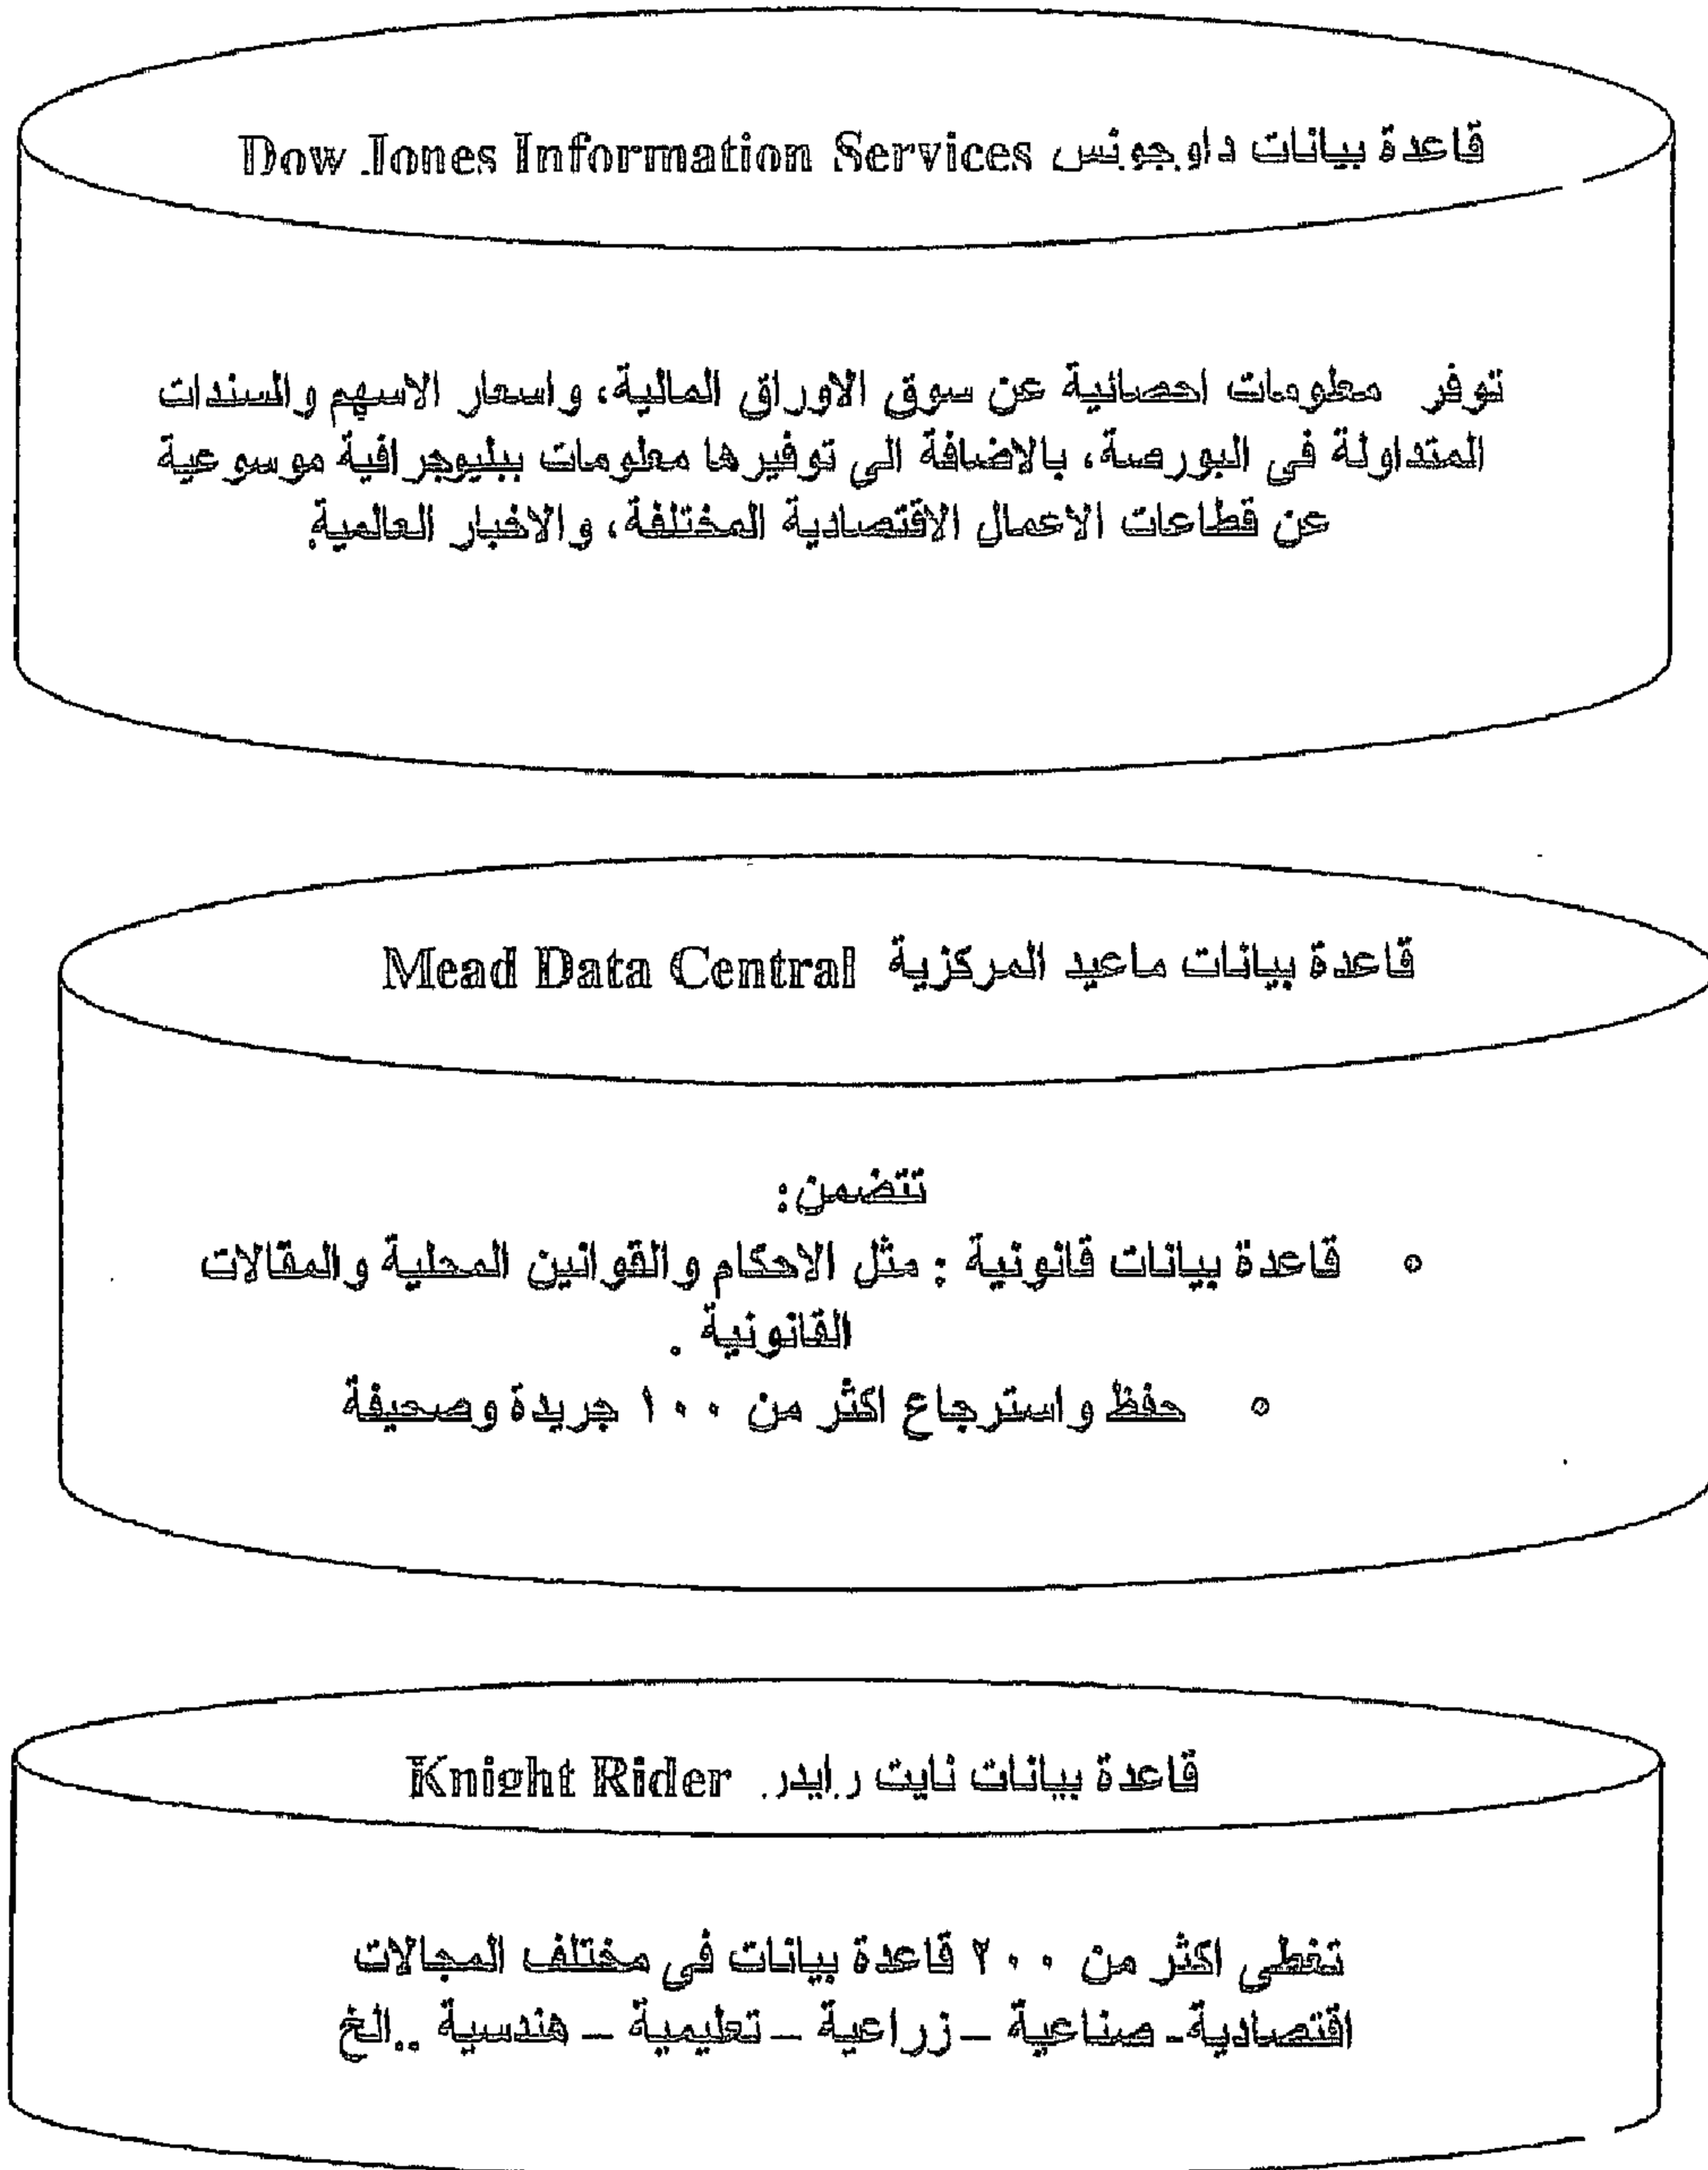 قاعدة بيانات داوجونس Dow Jones Information Services
توفر معلومات احصائية عن سوق الاوراق المالية، واسعار الاسهم والسندات
المتداولة فى البورصة، بالاضافة الى توفيرها معلومات ببليوجرافية موسوعية
عن قطاعات الاعمال الاقتصادية المختلفة، والاخبار العالمية.
قاعدة بيانات ماعيد المركزية Mead Data Central
تتضمن:
• قاعدة بيانات قانونية : مثل الاحكام والقوانين المحلية والمقالات
القانونية .
• حفظ واسترجاع اكثر من ١٠٠ جريدة وصحيفة
قاعدة بيانات نايت رايدر Knight Rider
تغطى اكثر من ٢٠٠ قاعدة بيانات فى مختلف المجالات
اقتصادية- صناعية – زراعية – تعليمية – هندسية ..الخ